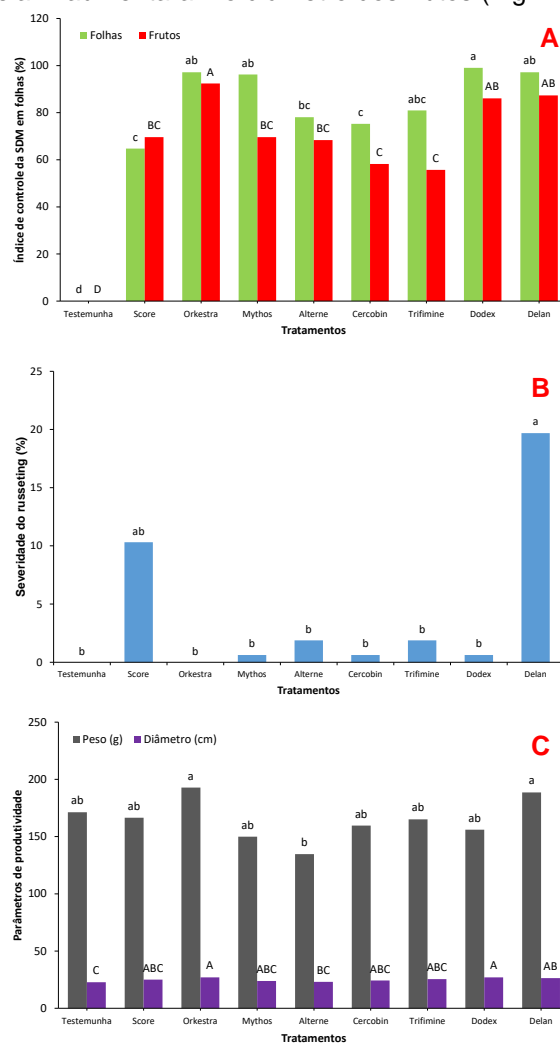 120
Folhas Frutos
A
Índice de controle da SDM em folhas (%)
100
80
60
40
20
0
d D
c BC
ab A
ab BC
bc BC
c C
abc C
a AB
ab AB
Testemunha Score Orkestra Mythos Alterne Cercobin Trifimine Dodex Delan
Tratamentos
25
B
Severidade do russeting (%)
20
15
10
5
0
b ab b b b b b b a
Testemunha Score Orkestra Mythos Alterne Cercobin Trifimine Dodex Delan
Tratamentos
250
Peso (g) Diâmetro (cm)
C
Parâmetros de produtividade
200
150
100
50
0
ab ab a ab b ab ab ab a
C ABC A ABC BC ABC ABC A AB
Testemunha Score Orkestra Mythos Alterne Cercobin Trifimine Dodex Delan
Tratamentos